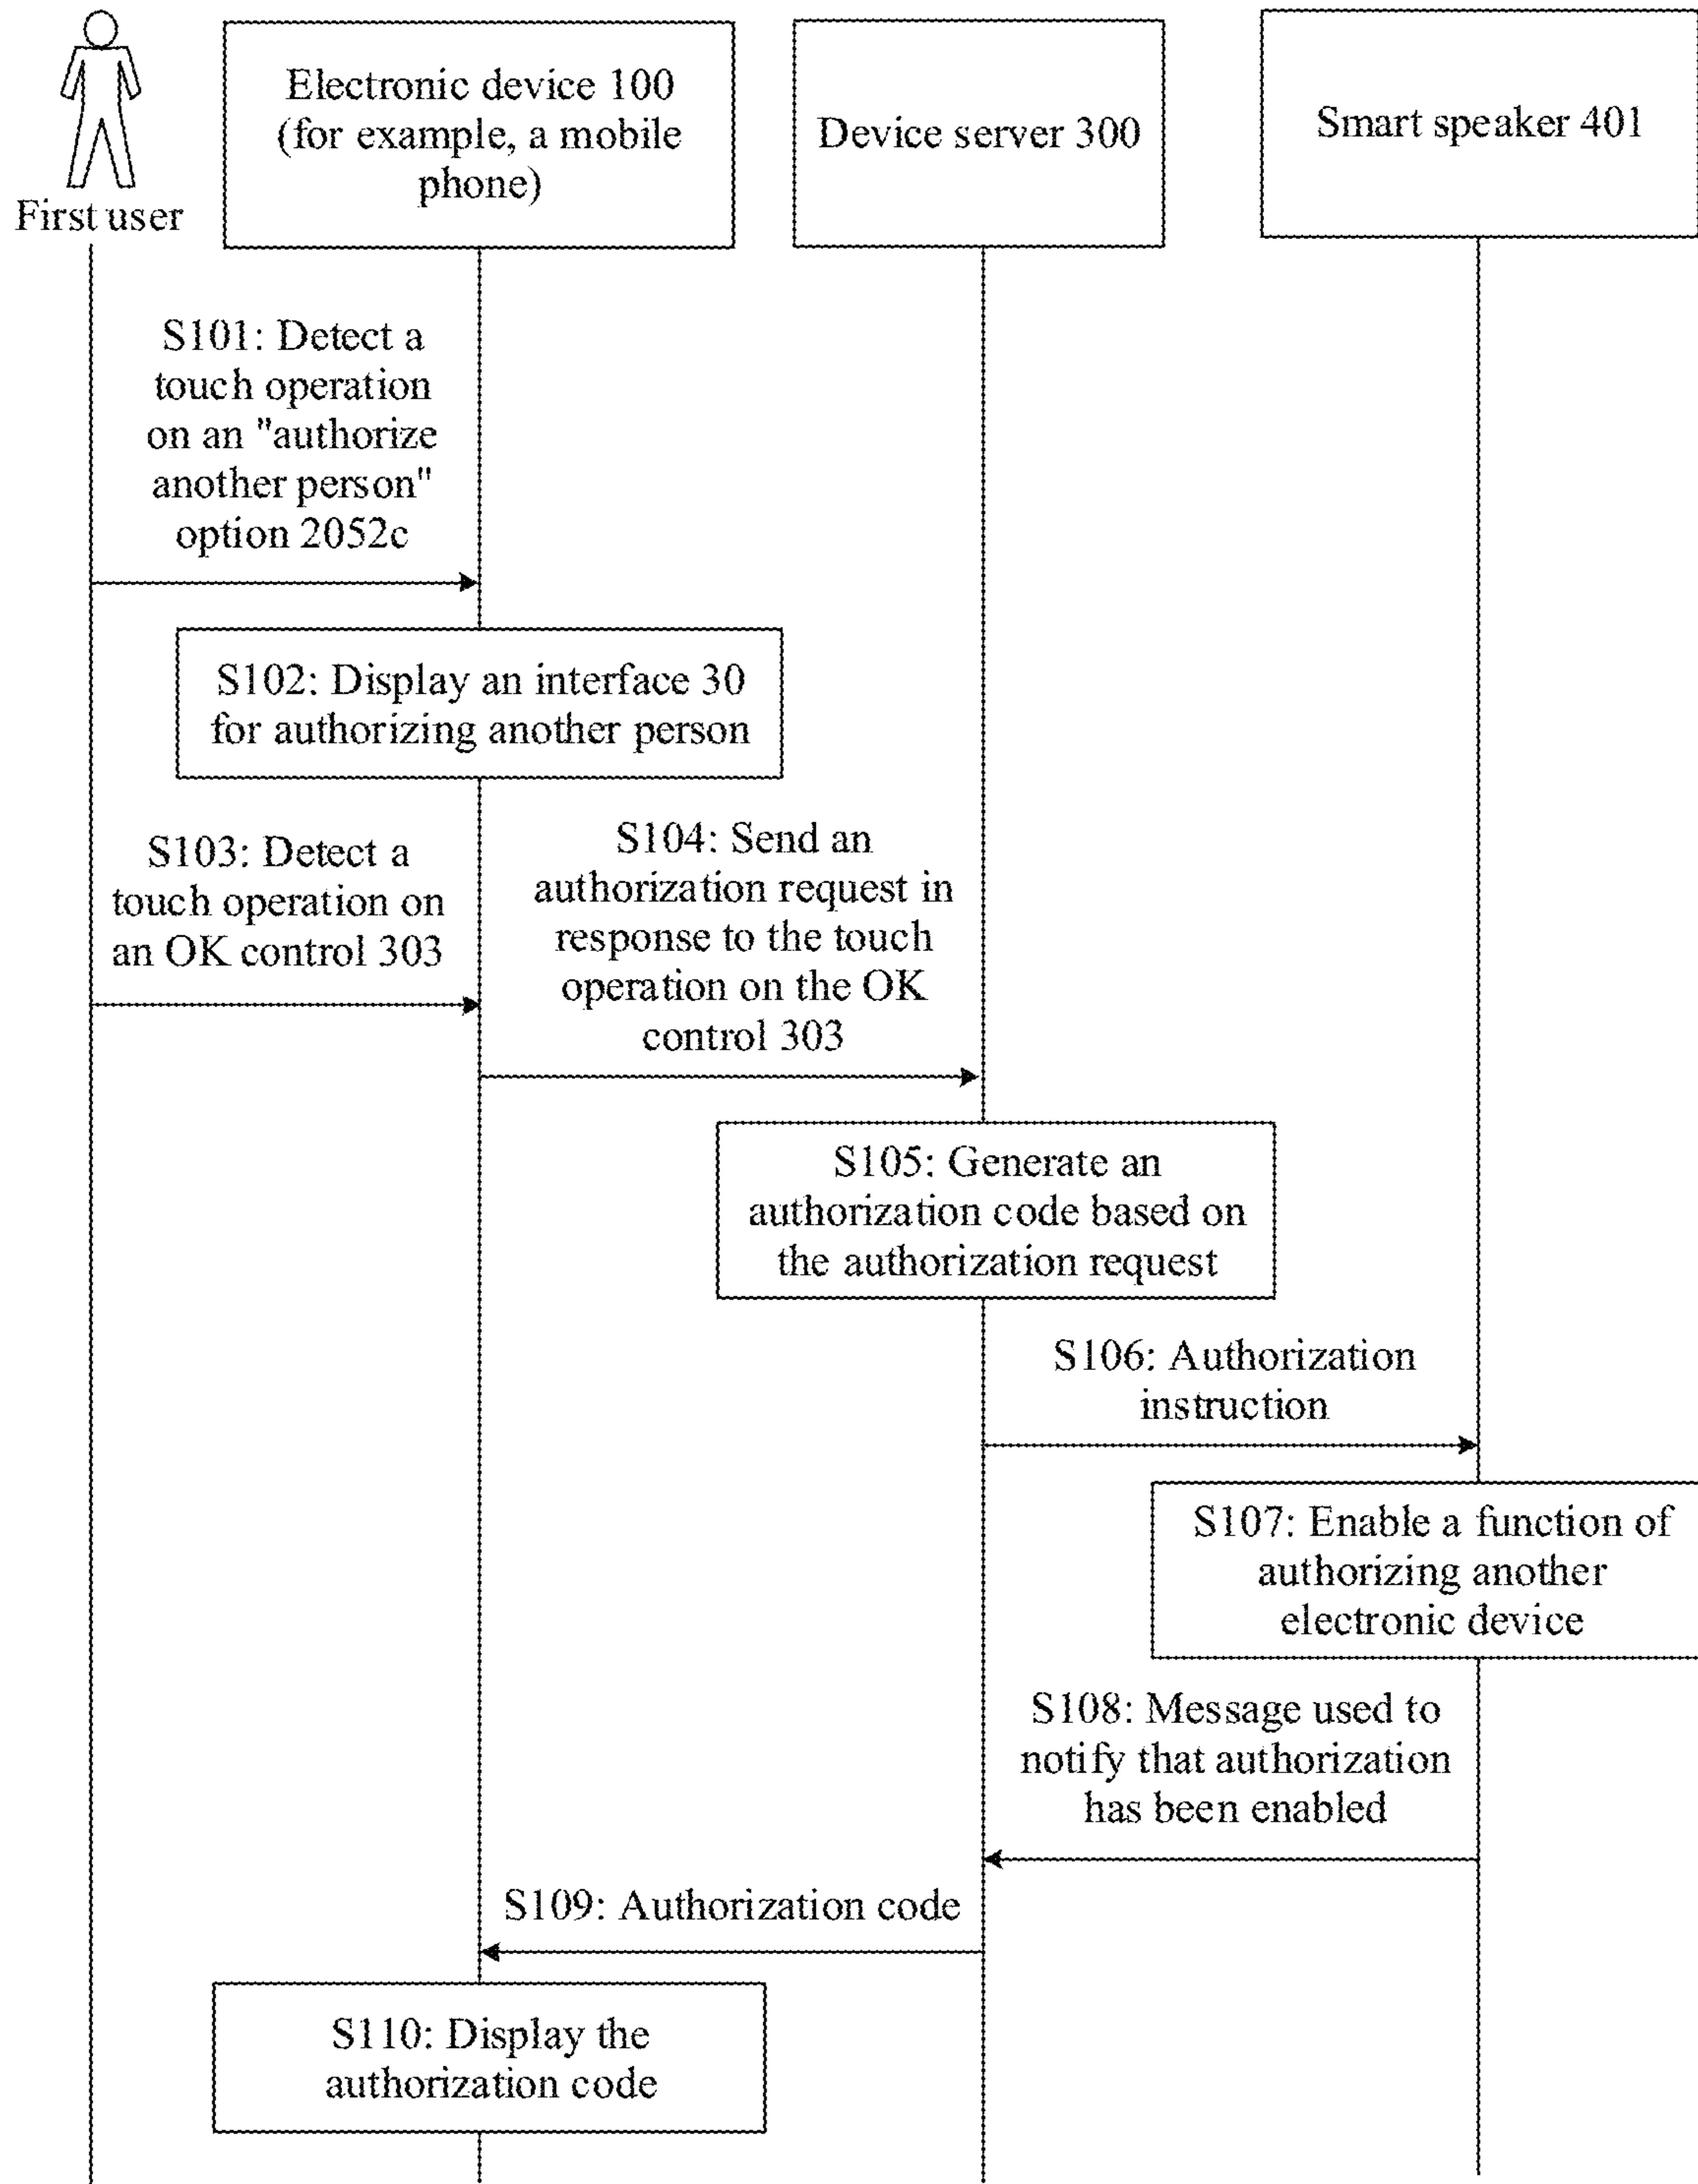 First user
Electronic device 100
(for example, a mobile
phone)
Device server 300
Smart speaker 401
S101: Detect a
touch operation
on an "authorize
another person"
option 2052c
S102: Display an interface 30
for authorizing another person
S103: Detect a
touch operation on
an OK control 303
S104: Send an
authorization request in
response to the touch
operation on the OK
control 303
S105: Generate an
authorization code based on
the authorization request
S106: Authorization
instruction
S107: Enable a function of
authorizing another
electronic device
S108: Message used to
notify that authorization
has been enabled
S109: Authorization code
S110: Display the
authorization code